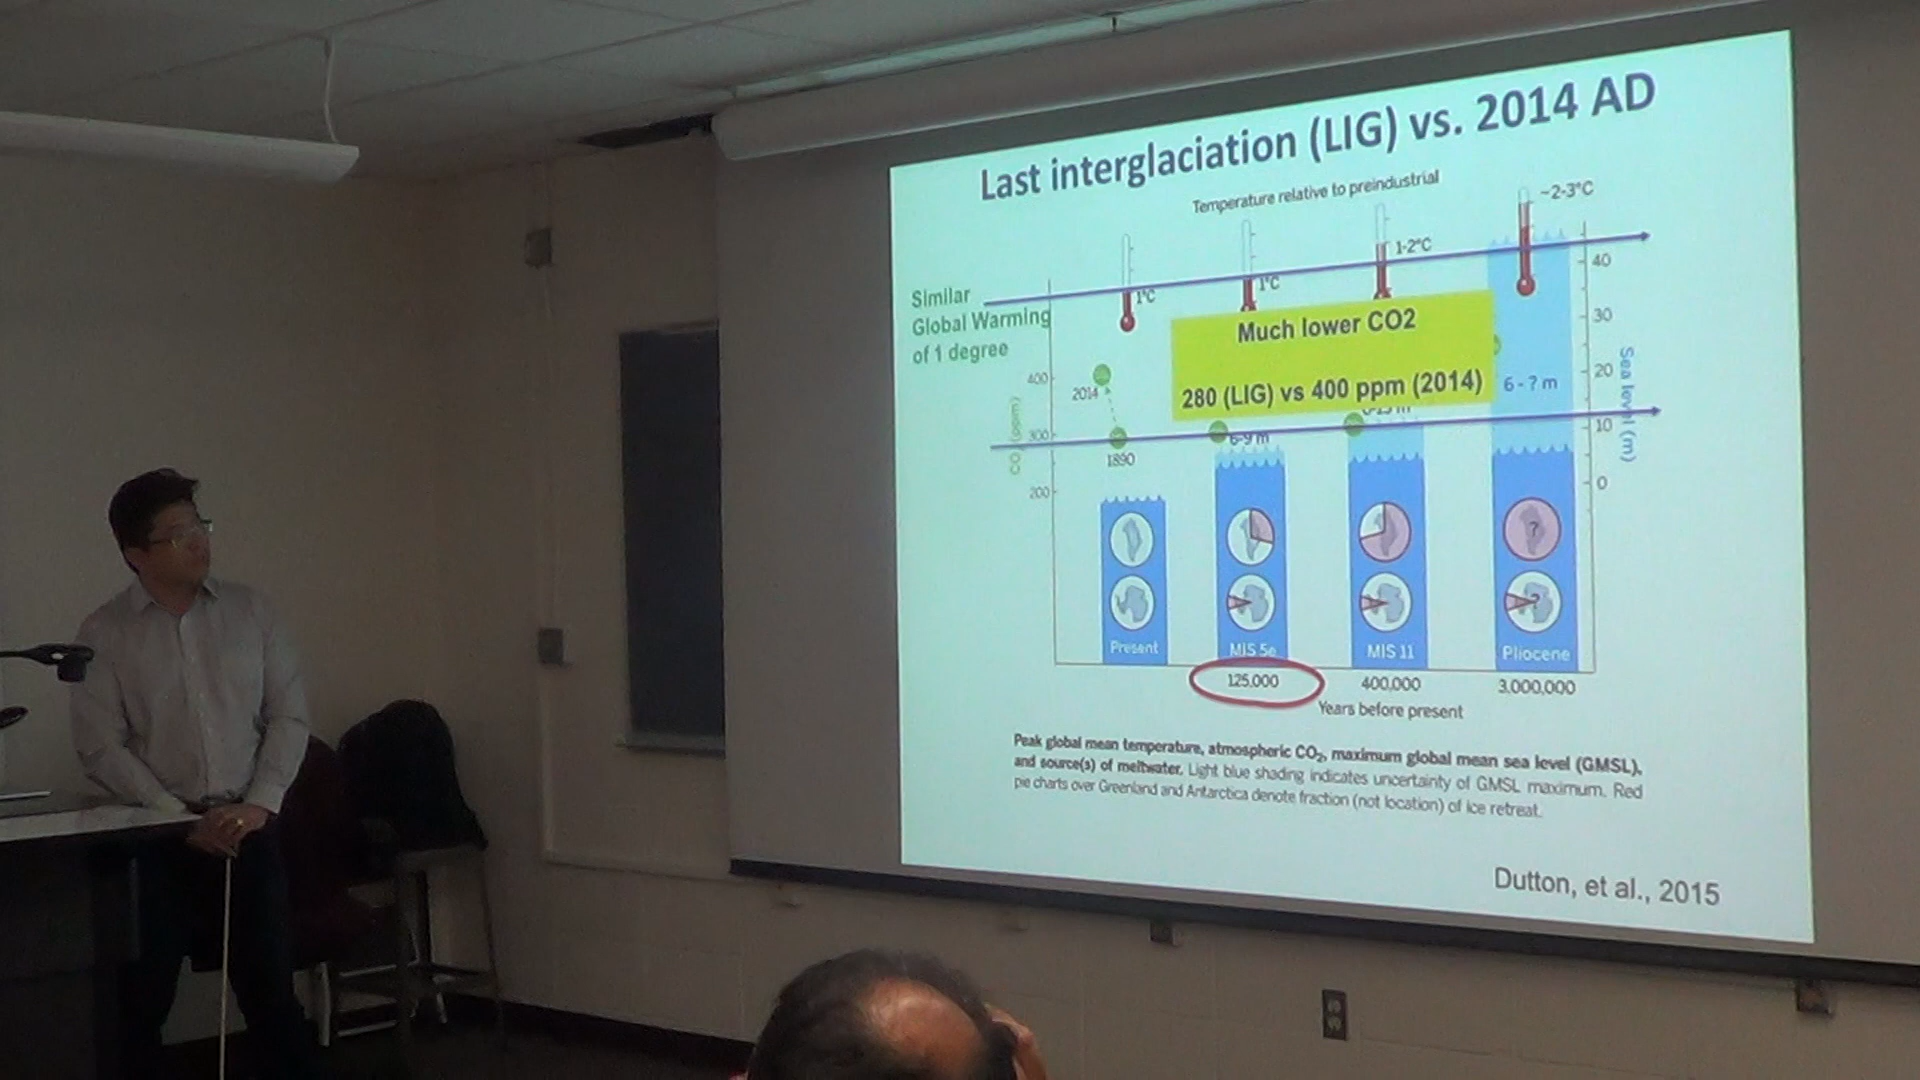 Last interglaciation (LIG) vs. 2014 AD
Temperature relative to preindustrial
~2-3°C
1-2°C
1°C
1°C
Similar
Global Warming
of 1 degree
Much lower CO2
280 (LIG) vs 400 ppm (2014)
400
300
200
CO (ppm)
2014
1890
6-9 m
6 - ? m
40
30
20
10
0
Sea level (m)
?
?
Present
MIS 5e
MIS 11
Pliocene
125,000
400,000
3,000,000
Years before present
Peak global mean temperature, atmospheric CO₂, maximum global mean sea level (GMSL),
and source(s) of meltwater. Light blue shading indicates uncertainty of GMSL maximum. Red
pie charts over Greenland and Antarctica denote fraction (not location) of ice retreat.
Dutton, et al., 2015